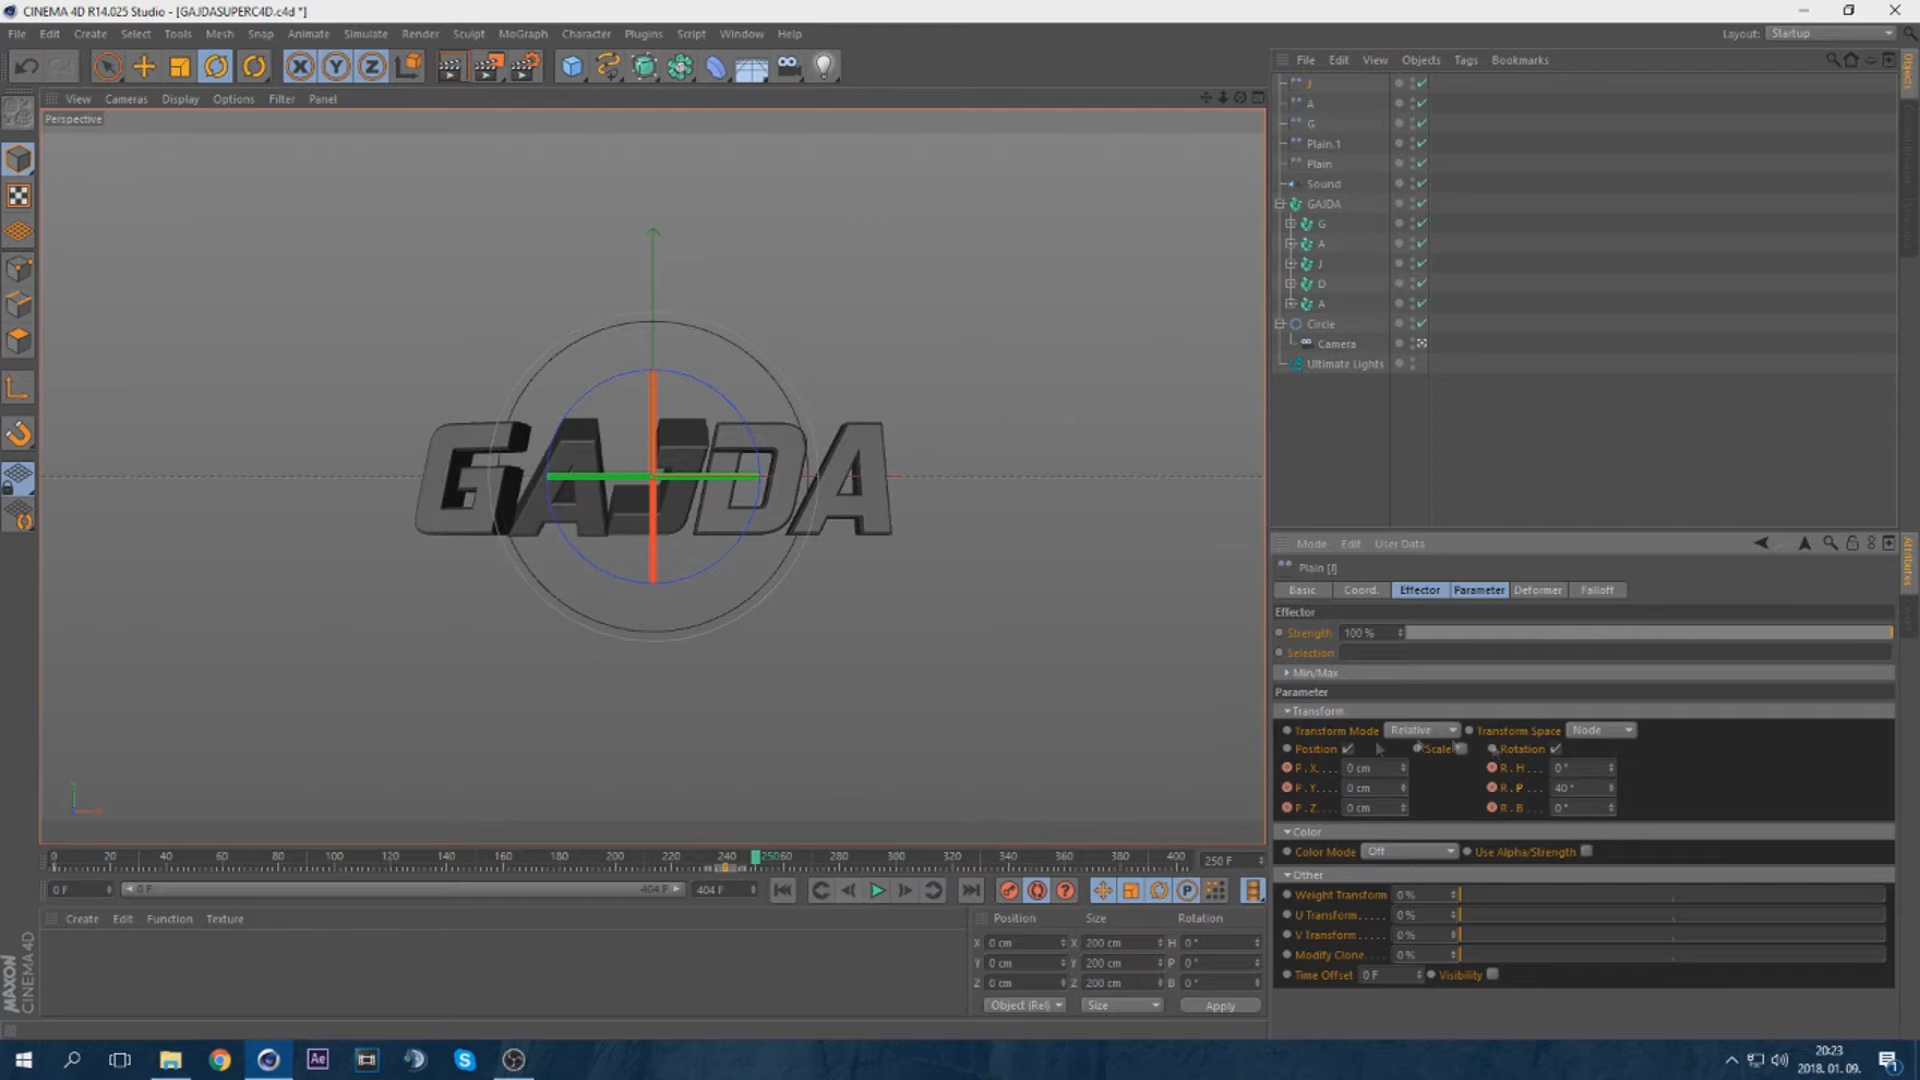 CINEMA 4D R14.025 Studio - [GAJDASUPERC4D.c4d *]
File Edit Create Select Tools Mesh Snap Animate Simulate Render Sculpt MoGraph Character Plugins Script Window Help
Layout: Startup
View Cameras Display Options Filter Panel
Perspective
GAJDA
File Edit View Objects Tags Bookmarks
J
A
G
Plain.1
Plain
Sound
GAJDA
G
A
J
D
A
Circle
Camera
Ultimate Lights
Objects
Mode Edit User Data
Attributes
Plain [J]
Basic Coord. Effector Parameter Deformer Falloff
Effector
Strength 100 %
Selection
Min/Max
Parameter
Transform
Transform Mode Relative Transform Space Node
Position Scale Rotation
P . X. . . . 0 cm R . H . . . 0 °
P . Y. . . . 0 cm R . P . . . 40 °
P . Z. . . . 0 cm R . B . . . 0 °
Color
Color Mode Off Use Alpha/Strength
Other
Weight Transform 0 %
U Transform. . . . . 0 %
V Transform. . . . . 0 %
Modify Clone. . . . 0 %
Time Offset 0 F Visibility
0 20 40 60 80 100 120 140 160 180 200 220 240 25060 280 300 320 340 360 380 400 250 F
0 F 0 F 404 F 404 F
Create Edit Function Texture
Position Size Rotation
X 0 cm X 200 cm H 0 °
Y 0 cm Y 200 cm P 0 °
Z 0 cm Z 200 cm B 0 °
Object (Rel) Size Apply
MAXON
CINEMA 4D
Ae
20:23
2018. 01. 09.
1